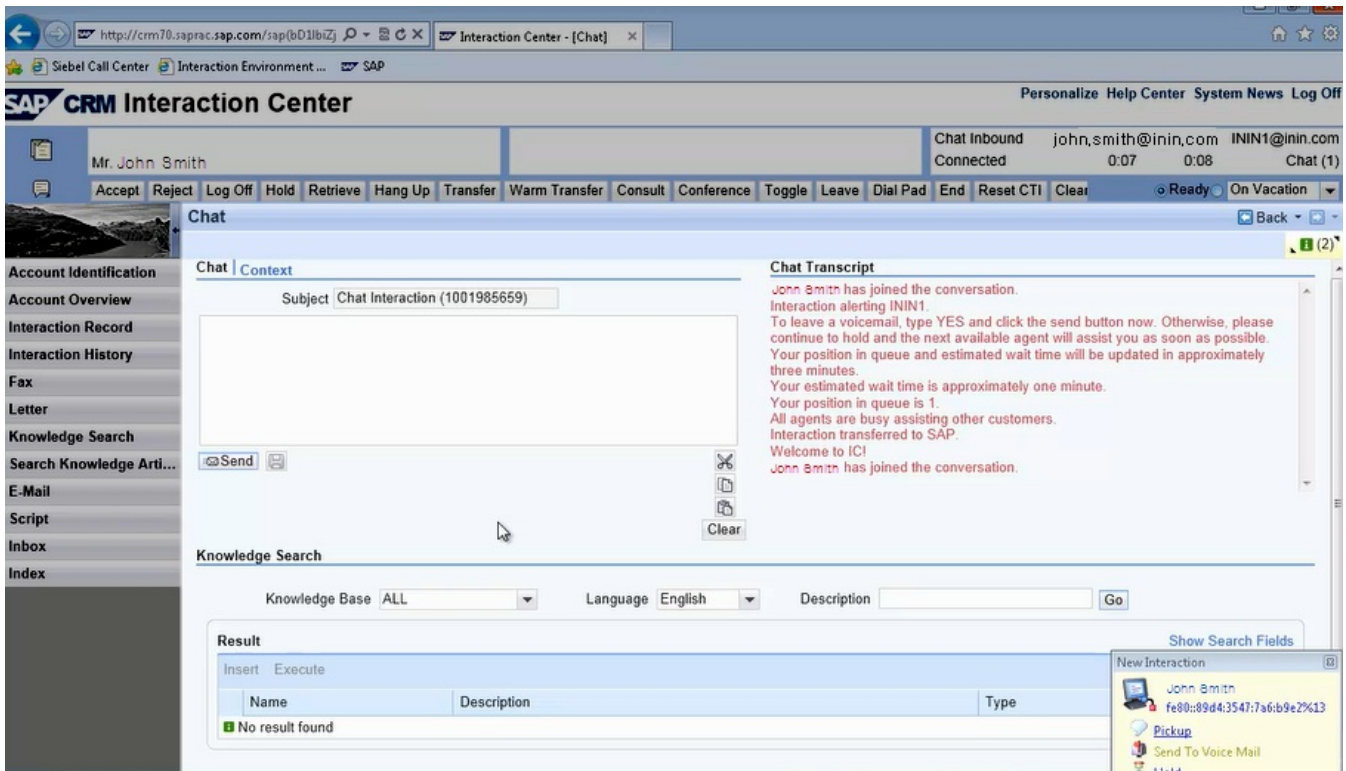 http://crm70.saprac.sap.com/sap(bD1lbiZj
Interaction Center - [Chat]
Siebel Call Center Interaction Environment ... SAP
SAP CRM Interaction Center
Personalize Help Center System News Log Off
Mr. John Smith
Chat Inbound john,smith@inin,com ININ1@inin.com
Connected 0:07 0:08 Chat (1)
Accept Reject Log Off Hold Retrieve Hang Up Transfer Warm Transfer Consult Conference Toggle Leave Dial Pad End Reset CTI Clear Ready On Vacation
Chat
Back
(2)
Account Identification
Account Overview
Interaction Record
Interaction History
Fax
Letter
Knowledge Search
Search Knowledge Arti...
E-Mail
Script
Inbox
Index
Chat Context
Subject Chat Interaction (1001985659)
Send
Clear
Chat Transcript
John Smith has joined the conversation.
Interaction alerting ININ1.
To leave a voicemail, type YES and click the send button now. Otherwise, please
continue to hold and the next available agent will assist you as soon as possible.
Your position in queue and estimated wait time will be updated in approximately
three minutes.
Your estimated wait time is approximately one minute.
Your position in queue is 1.
All agents are busy assisting other customers.
Interaction transferred to SAP.
Welcome to IC!
John Smith has joined the conversation.
Knowledge Search
Knowledge Base ALL Language English Description Go
Result
Show Search Fields
Insert Execute
Name Description Type
No result found
New Interaction
John Smith
fe80::89d4:3547:7a6:b9e2%13
Pickup
Send To Voice Mail